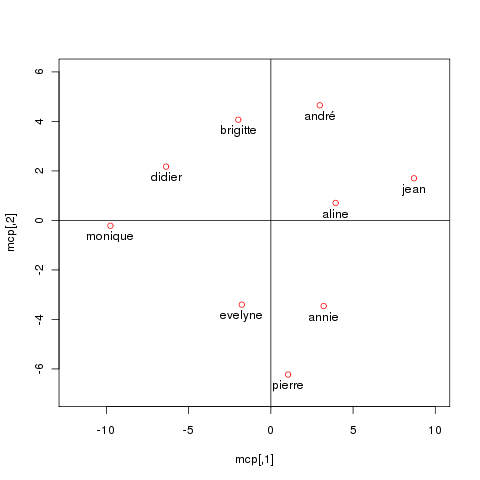 6
andré
4
brigitte
2
didier
jean
aline
0
monique
mcp[,2]
-2
evelyne
annie
-4
-6
pierre
-10 -5 0 5 10
mcp[,1]